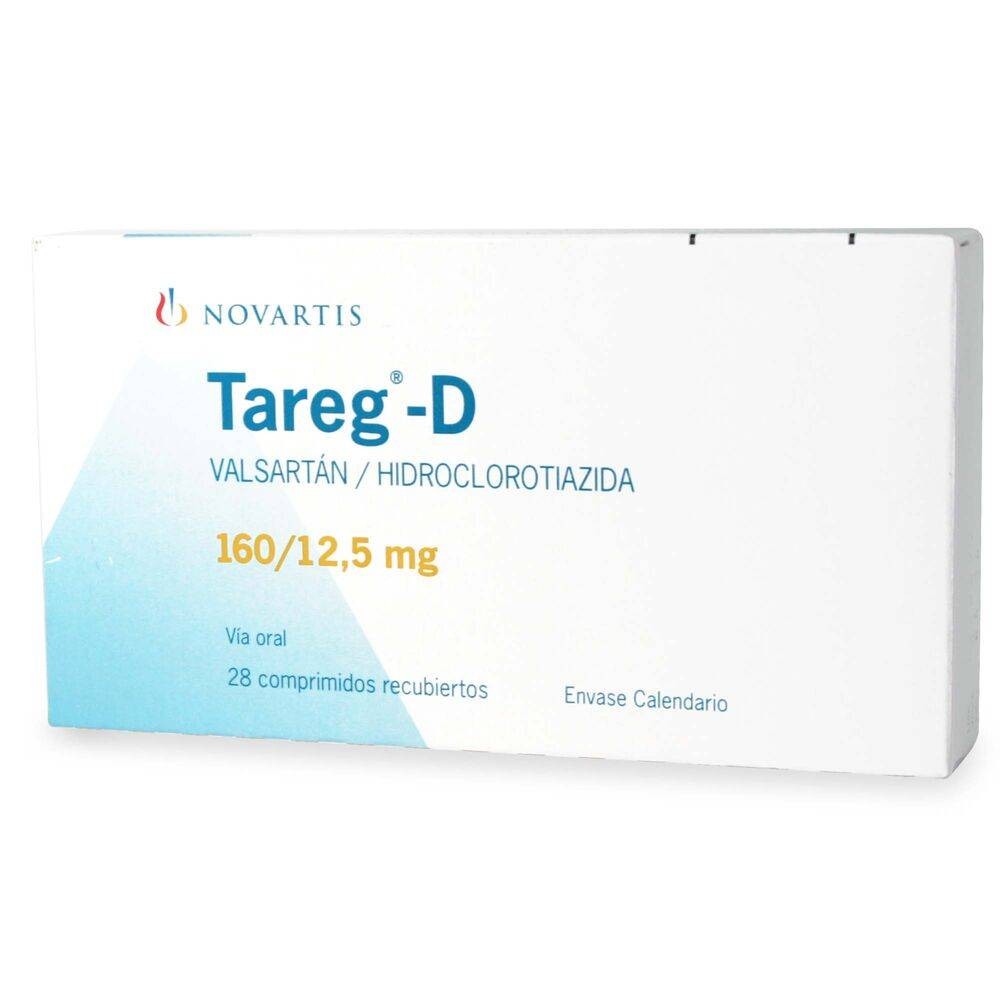 NOVARTIS
Tareg®-D
VALSARTÁN / HIDROCLOROTIAZIDA
160/12,5 mg
Vía oral
28 comprimidos recubiertos
Envase Calendario